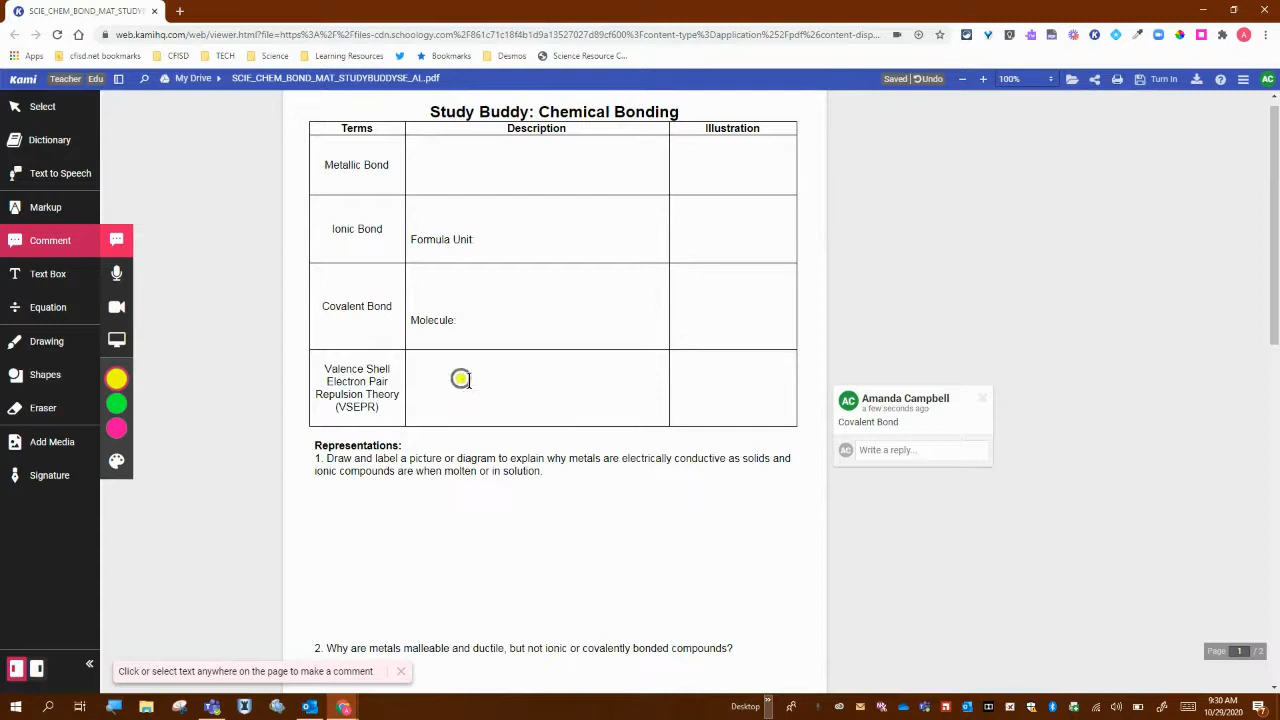 SCIE_CHEM_BOND_MAT_STUDY
web.kamihq.com/web/viewer.html?file=https%3A%2F%2Ffiles-cdn.schoology.com%2F861c71c18f4b1d9a13527027d89cf600%3Fcontent-type%3Dapplication%252Fpdf%26content-disp...
Apps cfisd.net bookmarks CFISD TECH Science Learning Resources Bookmarks Desmos Science Resource C...
Kami Teacher Edu My Drive SCIE_CHEM_BOND_MAT_STUDYBUDDYSE_AL.pdf Saved Undo 100% Turn In AC
Select
Dictionary
Text to Speech
Markup
Comment
Text Box
Equation
Drawing
Shapes
Eraser
Add Media
Signature
Study Buddy: Chemical Bonding
Terms Description Illustration
Metallic Bond
Ionic Bond
Formula Unit:
Covalent Bond
Molecule:
Valence Shell
Electron Pair
Repulsion Theory
(VSEPR)
Representations:
1. Draw and label a picture or diagram to explain why metals are electrically conductive as solids and
ionic compounds are when molten or in solution.
2. Why are metals malleable and ductile, but not ionic or covalently bonded compounds?
AC Amanda Campbell
a few seconds ago
Covalent Bond
AC Write a reply...
Page 1 / 2
Click or select text anywhere on the page to make a comment
Desktop
9:30 AM
10/29/2020